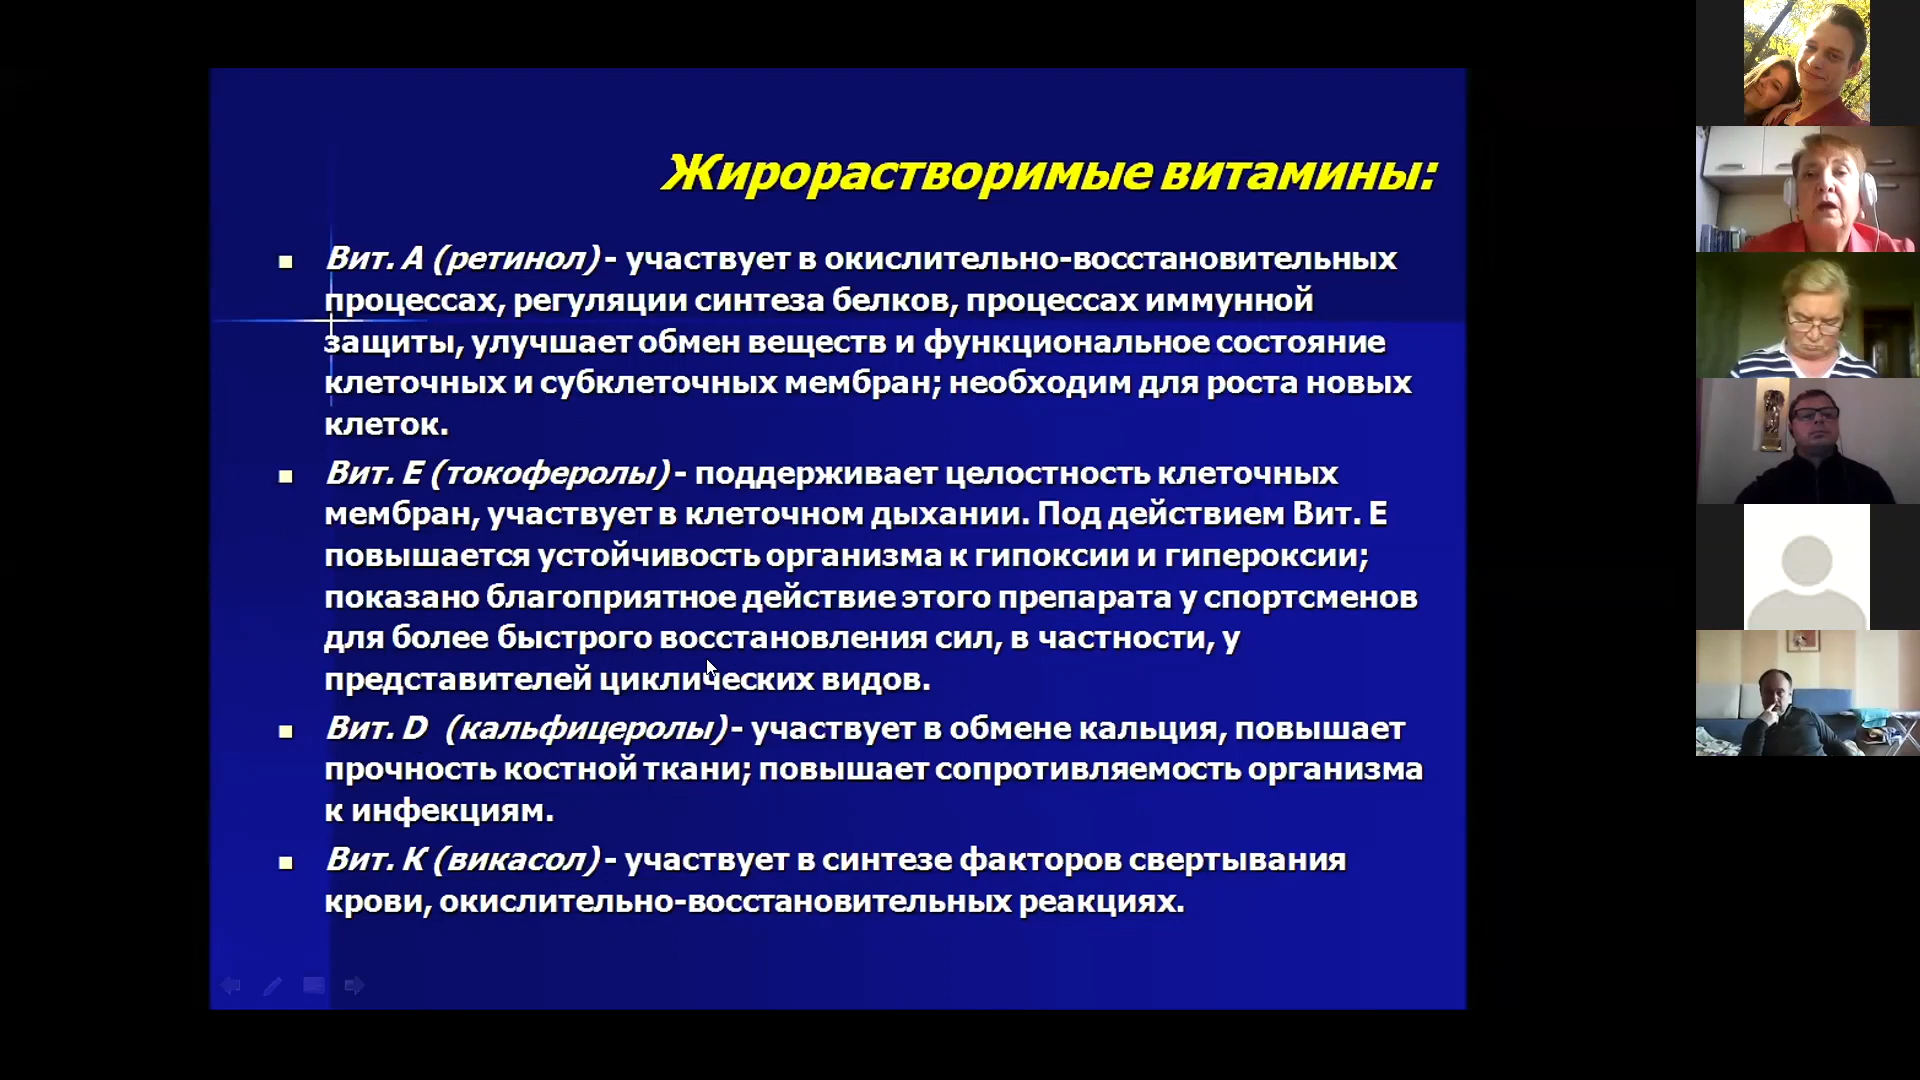 Жирорастворимые витамины:
Вит. А (ретинол) - участвует в окислительно-восстановительных
процессах, регуляции синтеза белков, процессах иммунной
защиты, улучшает обмен веществ и функциональное состояние
клеточных и субклеточных мембран; необходим для роста новых
клеток.
Вит. Е (токоферолы) - поддерживает целостность клеточных
мембран, участвует в клеточном дыхании. Под действием Вит. Е
повышается устойчивость организма к гипоксии и гипероксии;
показано благоприятное действие этого препарата у спортсменов
для более быстрого восстановления сил, в частности, у
представителей циклических видов.
Вит. D (кальфицеролы) - участвует в обмене кальция, повышает
прочность костной ткани; повышает сопротивляемость организма
к инфекциям.
Вит. К (викасол) - участвует в синтезе факторов свертывания
крови, окислительно-восстановительных реакциях.